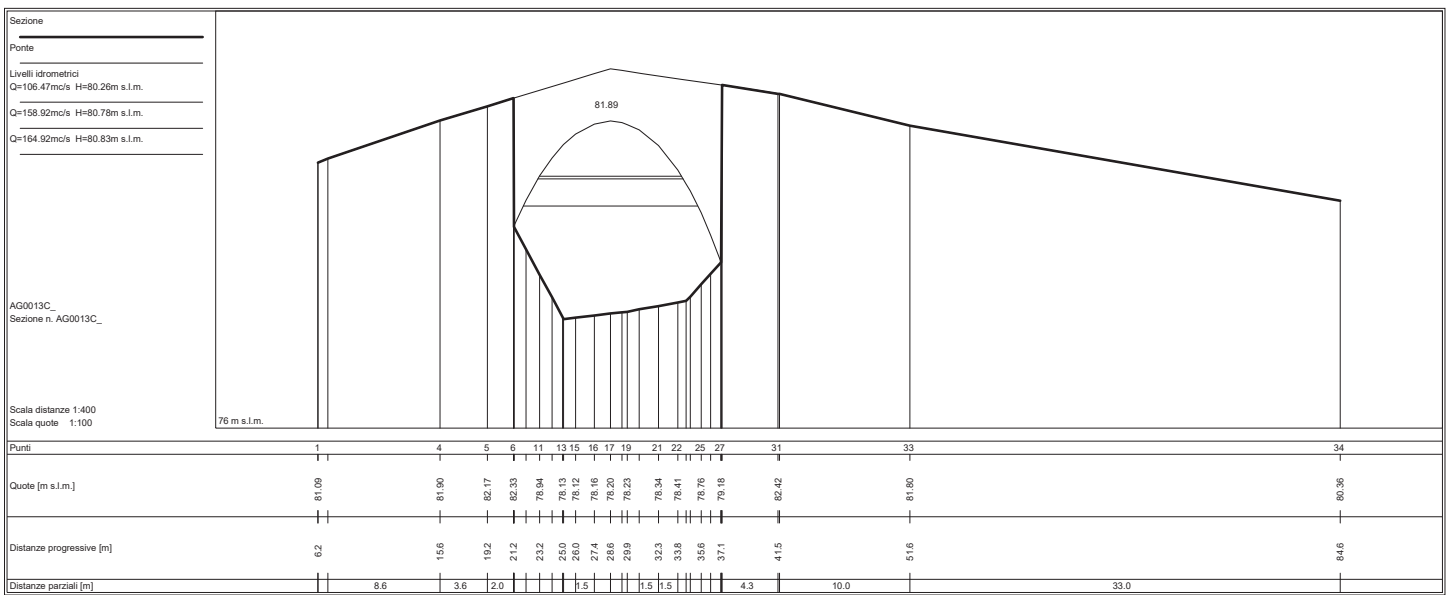 Sezione
Ponte
Livelli idrometrici
Q=106.47mc/s H=80.26m s.l.m.
Q=158.92mc/s H=80.78m s.l.m.
Q=164.92mc/s H=80.83m s.l.m.
81.89
AG0013C_
Sezione n. AG0013C_
Scala distanze 1:400
Scala quote 1:100
76 m s.l.m.
Punti 1 4 5 6 11 13 15 16 17 19 21 22 25 27 31 33 34
Quote [m s.l.m.] 81.09 81.90 82.17 82.33 78.94 78.13 78.12 78.16 78.20 78.23 78.34 78.41 78.76 79.18 82.42 81.80 80.36
Distanze progressive [m] 6.2 15.6 19.2 21.2 23.2 25.0 26.0 27.4 28.6 29.9 32.3 33.8 35.6 37.1 41.5 51.6 84.6
Distanze parziali [m] 8.6 3.6 2.0 1.5 1.5 1.5 4.3 10.0 33.0